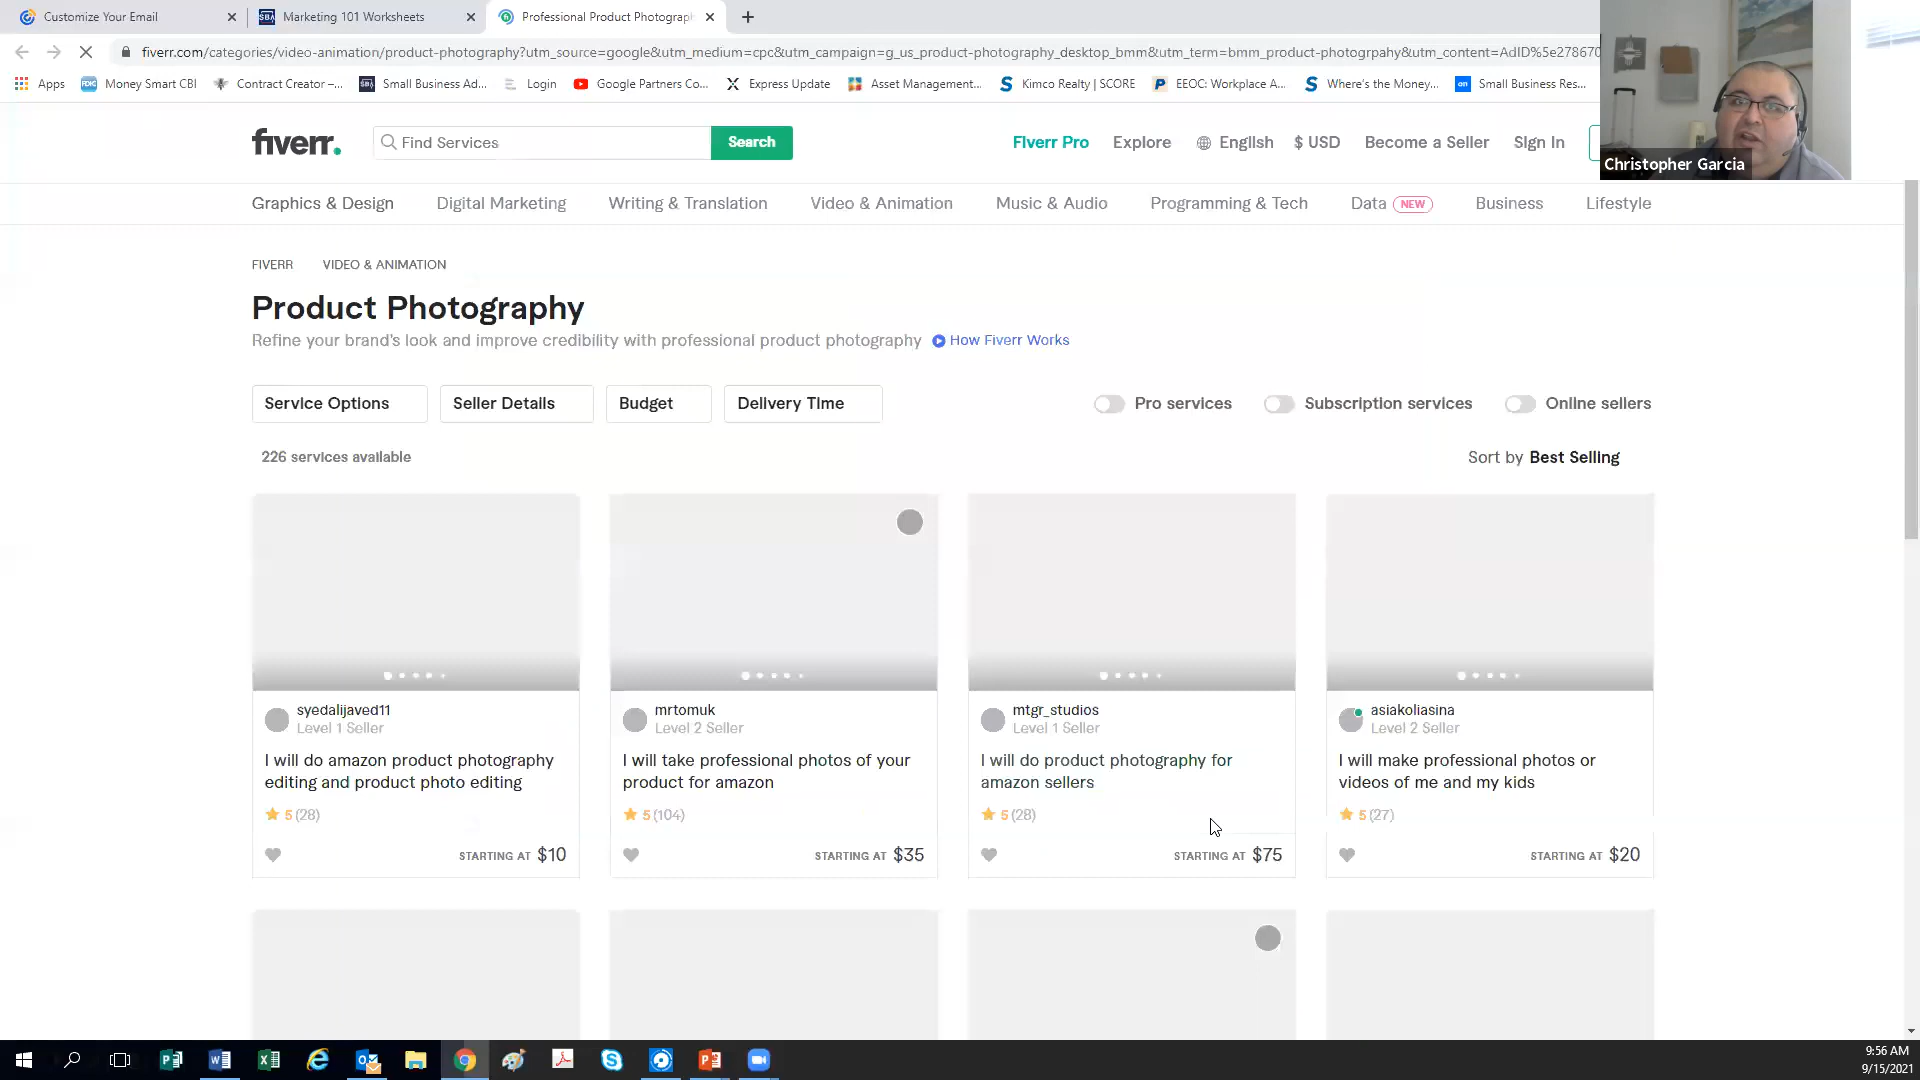 Customize Your Email
Marketing 101 Worksheets
Professional Product Photograph
fiverr.com/categories/video-animation/product-photography?utm_source=google&utm_medium=cpc&utm_campaign=g_us_product-photography_desktop_bmm&utm_term=bmm_product-photogrpahy&utm_content=AdID%5e278670
Apps
Money Smart CBI
Contract Creator –...
Small Business Ad...
Login
Google Partners Co...
Express Update
Asset Management...
Kimco Realty | SCORE
EEOC: Workplace A...
Where's the Money...
Small Business Res...
Christopher Garcia
fiverr.
Find Services
Search
Fiverr Pro
Explore
English
$ USD
Become a Seller
Sign In
Graphics & Design
Digital Marketing
Writing & Translation
Video & Animation
Music & Audio
Programming & Tech
Data NEW
Business
Lifestyle
FIVERR
VIDEO & ANIMATION
Product Photography
Refine your brand's look and improve credibility with professional product photography
How Fiverr Works
Service Options
Seller Details
Budget
Delivery Time
Pro services
Subscription services
Online sellers
226 services available
Sort by Best Selling
syedalijaved11
Level 1 Seller
I will do amazon product photography
editing and product photo editing
5 (28)
STARTING AT $10
mrtomuk
Level 2 Seller
I will take professional photos of your
product for amazon
5 (104)
STARTING AT $35
mtgr_studios
Level 1 Seller
I will do product photography for
amazon sellers
5 (28)
STARTING AT $75
asiakoliasina
Level 2 Seller
I will make professional photos or
videos of me and my kids
5 (27)
STARTING AT $20
9:56 AM
9/15/2021